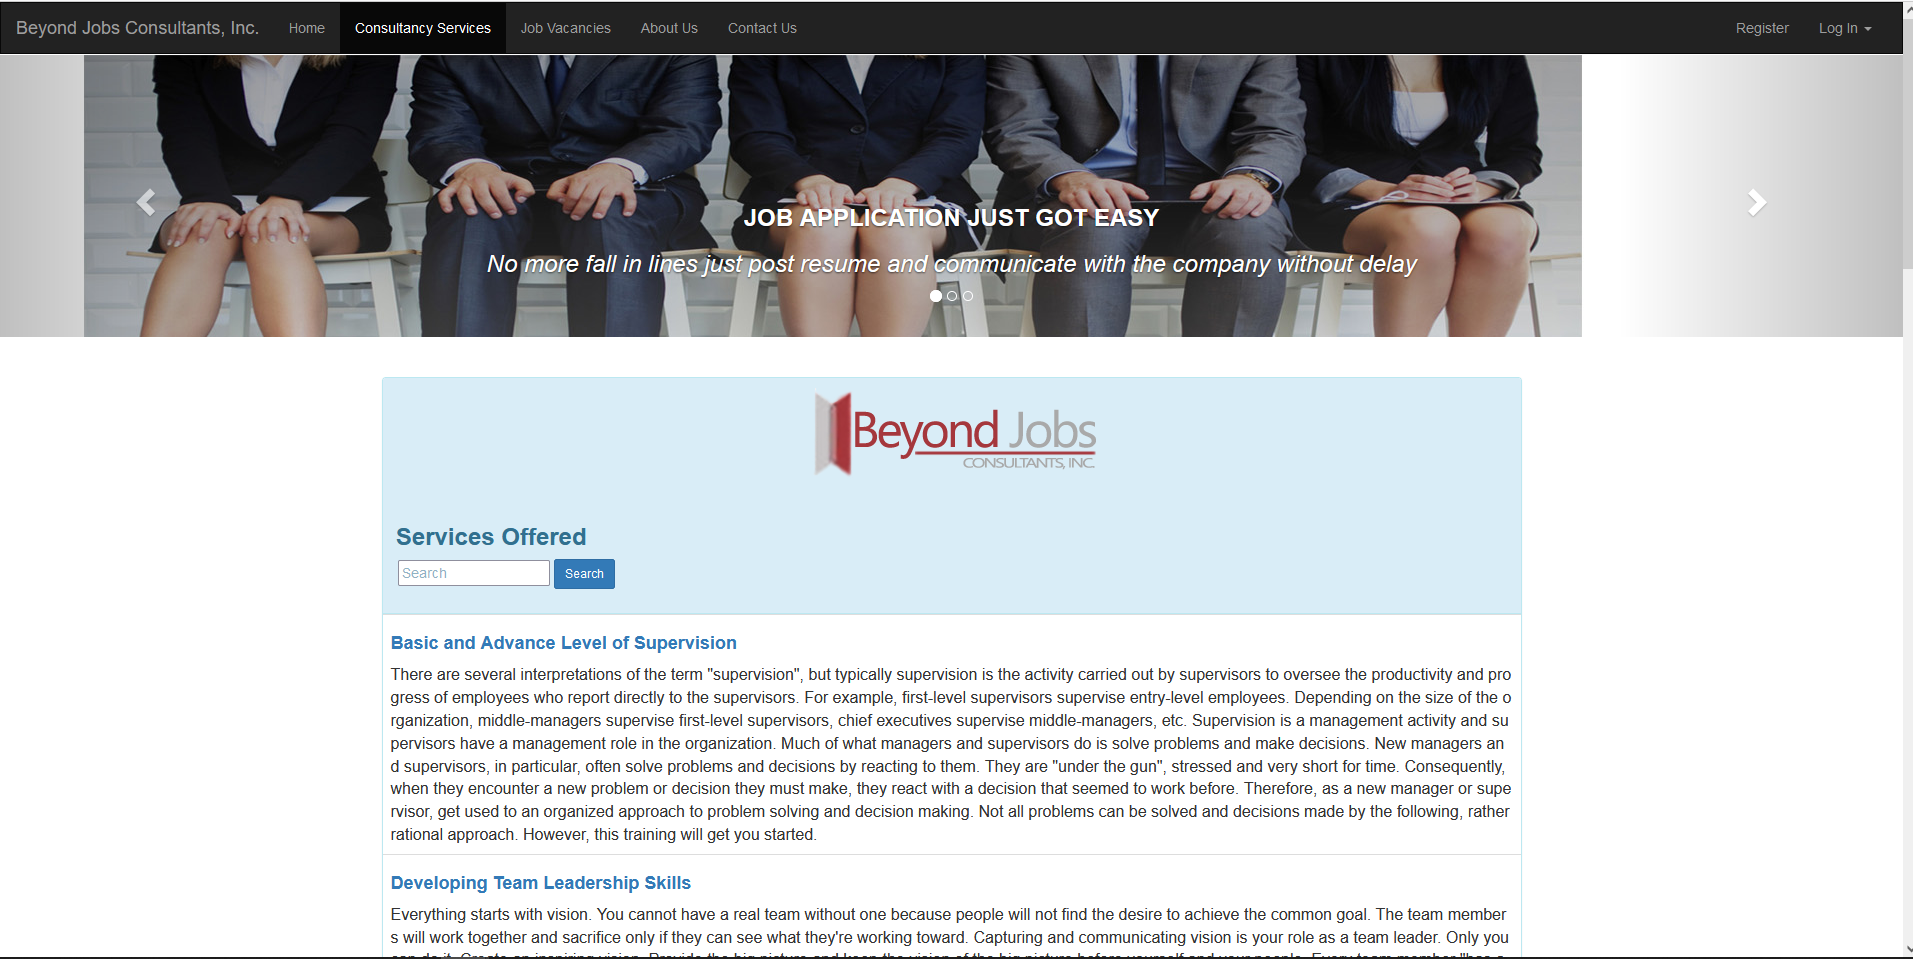 Beyond Jobs Consultants, Inc. Home Consultancy Services Job Vacancies About Us Contact Us Register Log In
JOB APPLICATION JUST GOT EASY
No more fall in lines just post resume and communicate with the company without delay
Beyond Jobs
CONSULTANTS, INC.
Services Offered
Search Search
Basic and Advance Level of Supervision
There are several interpretations of the term "supervision", but typically supervision is the activity carried out by supervisors to oversee the productivity and pro
gress of employees who report directly to the supervisors. For example, first-level supervisors supervise entry-level employees. Depending on the size of the o
rganization, middle-managers supervise first-level supervisors, chief executives supervise middle-managers, etc. Supervision is a management activity and su
pervisors have a management role in the organization. Much of what managers and supervisors do is solve problems and make decisions. New managers an
d supervisors, in particular, often solve problems and decisions by reacting to them. They are "under the gun", stressed and very short for time. Consequently,
when they encounter a new problem or decision they must make, they react with a decision that seemed to work before. Therefore, as a new manager or supe
rvisor, get used to an organized approach to problem solving and decision making. Not all problems can be solved and decisions made by the following, rather
rational approach. However, this training will get you started.
Developing Team Leadership Skills
Everything starts with vision. You cannot have a real team without one because people will not find the desire to achieve the common goal. The team member
s will work together and sacrifice only if they can see what they're working toward. Capturing and communicating vision is your role as a team leader. Only you